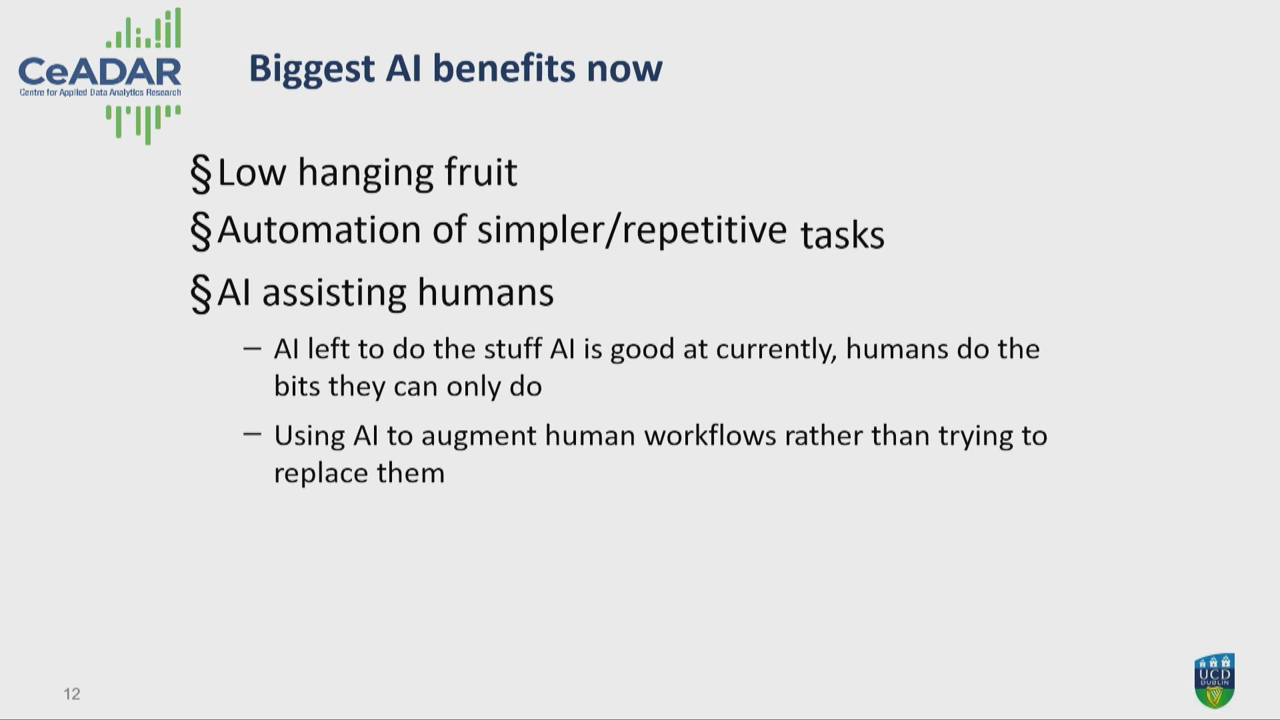 CeADAR
Centre for Applied Data Analytics Research
Biggest AI benefits now
§ Low hanging fruit
§ Automation of simpler/repetitive tasks
§ AI assisting humans
– AI left to do the stuff AI is good at currently, humans do the
bits they can only do
– Using AI to augment human workflows rather than trying to
replace them
12
UCD
DUBLIN